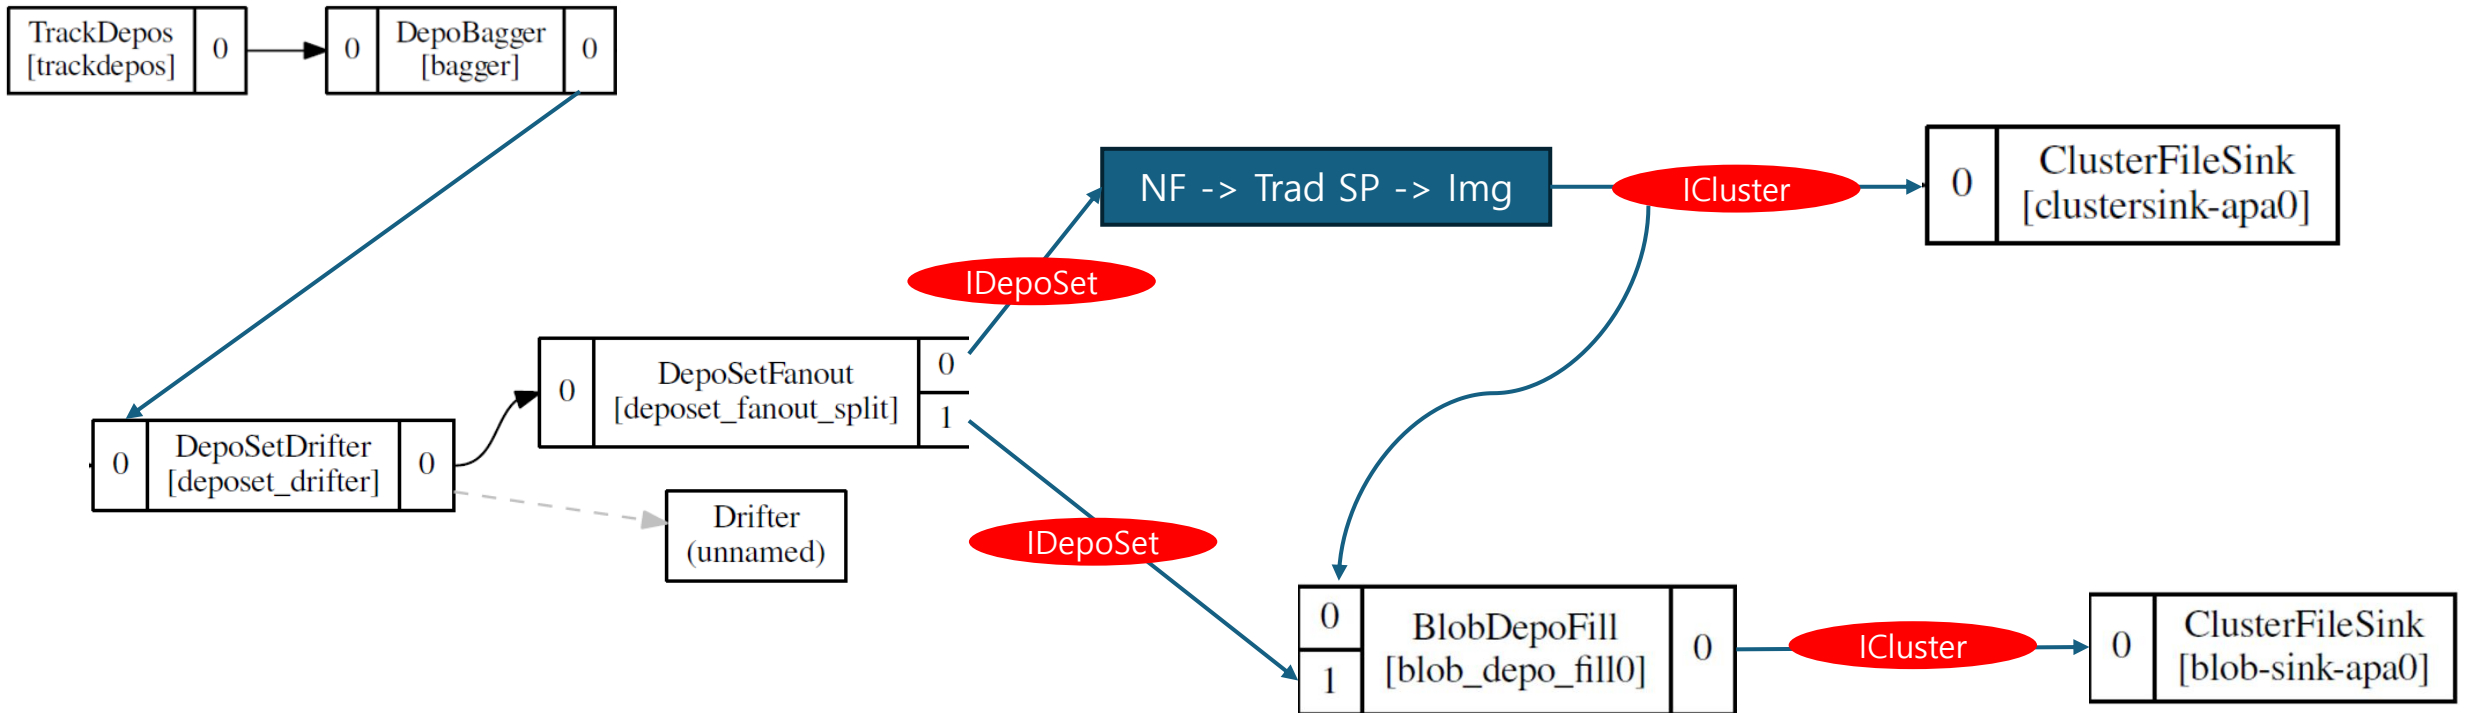 TrackDepos
[trackdepos]
0
0
DepoBagger
[bagger]
0
NF -> Trad SP -> Img
ICluster
0
ClusterFileSink
[clustersink-apa0]
IDepoSet
0
DepoSetFanout
[deposet_fanout_split]
0
1
0
DepoSetDrifter
[deposet_drifter]
0
Drifter
(unnamed)
IDepoSet
0
1
BlobDepoFill
[blob_depo_fill0]
0
ICluster
0
ClusterFileSink
[blob-sink-apa0]